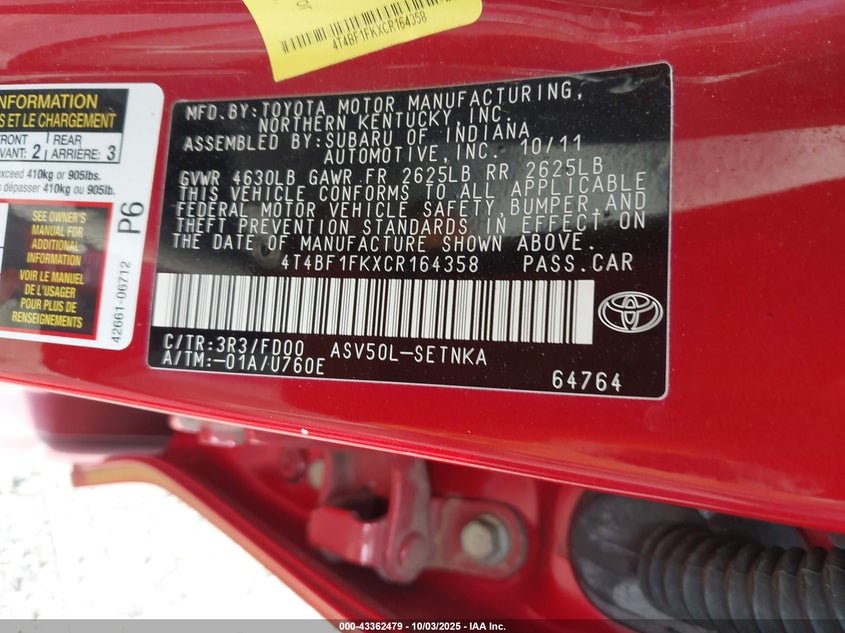 4T4BF1FKXCR164358
INFORMATION
S ET LE CHARGEMENT
FRONT
VANT: 2
REAR
ARRIÈRE: 3
exceed 410kg or 905lbs.
s dépasser 410kg ou 905lb.
SEE OWNER'S
MANUAL FOR
ADDITIONAL
INFORMATION
VOIR LE MANUEL
DE L'USAGER
POUR PLUS DE
RENSEIGNEMENTS
P6
42661-06712
MFD.BY:TOYOTA MOTOR MANUFACTURING,
NORTHERN KENTUCKY,INC.
ASSEMBLED BY:SUBARU OF INDIANA
AUTOMOTIVE,INC. 10/11
GVWR 4630LB GAWR FR 2625LB RR 2625LB
THIS VEHICLE CONFORMS TO ALL APPLICABLE
FEDERAL MOTOR VEHICLE SAFETY,BUMPER,AND
THEFT PREVENTION STANDARDS IN EFFECT ON
THE DATE OF MANUFACTURE SHOWN ABOVE.
4T4BF1FKXCR164358 PASS.CAR
C/TR:3R3/FD00 ASV50L-SETNKA
A/TM:-01A/U760E
64764
000-43362479 - 10/03/2025 - IAA Inc.